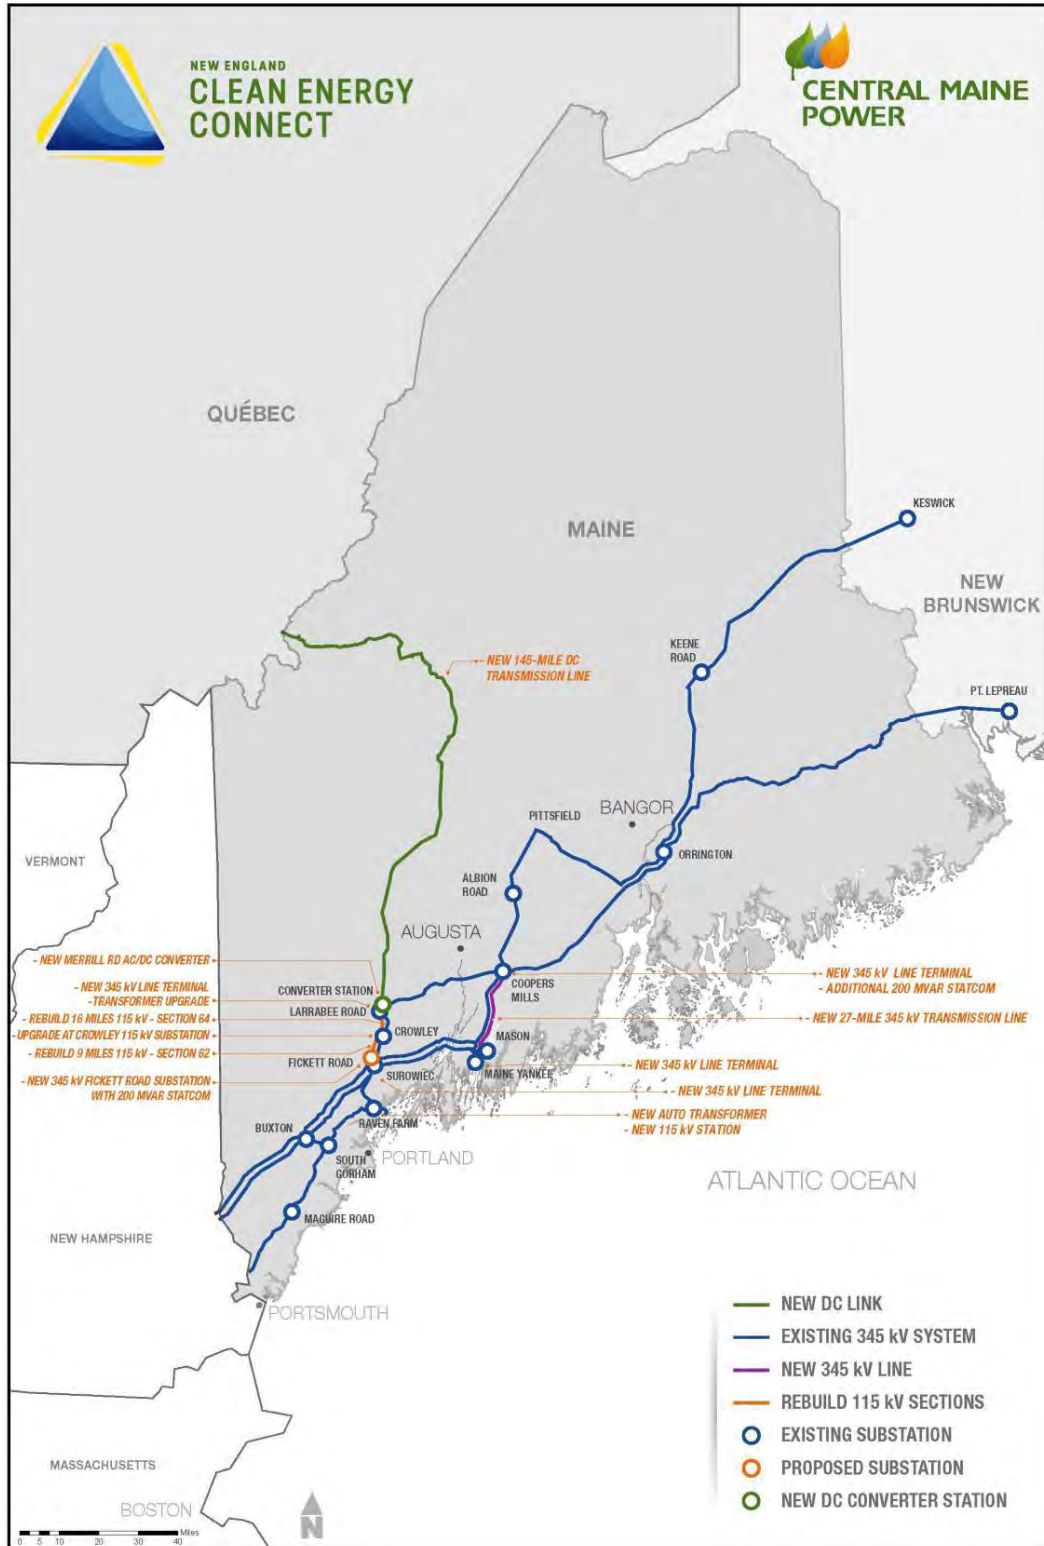 NEW ENGLAND
CLEAN ENERGY
CONNECT
CENTRAL MAINE
POWER
QUÉBEC
MAINE
KESWICK
NEW
BRUNSWICK
KEENE
ROAD
- NEW 145-MILE DC
TRANSMISSION LINE
PT. LEPREAU
PITTSFIELD
BANGOR
ORRINGTON
VERMONT
ALBION
ROAD
AUGUSTA
- NEW MERRILL RD AC/DC CONVERTER
- NEW 345 kV LINE TERMINAL
- TRANSFORMER UPGRADE
- REBUILD 16 MILES 115 kV - SECTION 64
- UPGRADE AT CROWLEY 115 kV SUBSTATION
- REBUILD 9 MILES 115 kV - SECTION 62
- NEW 345 kV FICKETT ROAD SUBSTATION
WITH 200 MVAR STATCOM
CONVERTER STATION
LARRABEE ROAD
CROWLEY
FICKETT ROAD
SUROWIEC
COOPERS
MILLS
MASON
MAINE YANKEE
- NEW 345 kV LINE TERMINAL
- ADDITIONAL 200 MVAR STATCOM
- NEW 27-MILE 345 kV TRANSMISSION LINE
- NEW 345 kV LINE TERMINAL
- NEW 345 kV LINE TERMINAL
- NEW AUTO TRANSFORMER
- NEW 115 kV STATION
RAVEN FARM
BUXTON
SOUTH
GORHAM
PORTLAND
ATLANTIC OCEAN
MAGUIRE ROAD
NEW HAMPSHIRE
PORTSMOUTH
NEW DC LINK
EXISTING 345 kV SYSTEM
NEW 345 kV LINE
REBUILD 115 kV SECTIONS
EXISTING SUBSTATION
PROPOSED SUBSTATION
NEW DC CONVERTER STATION
MASSACHUSETTS
BOSTON
N
Miles
0 5 10 20 30 40